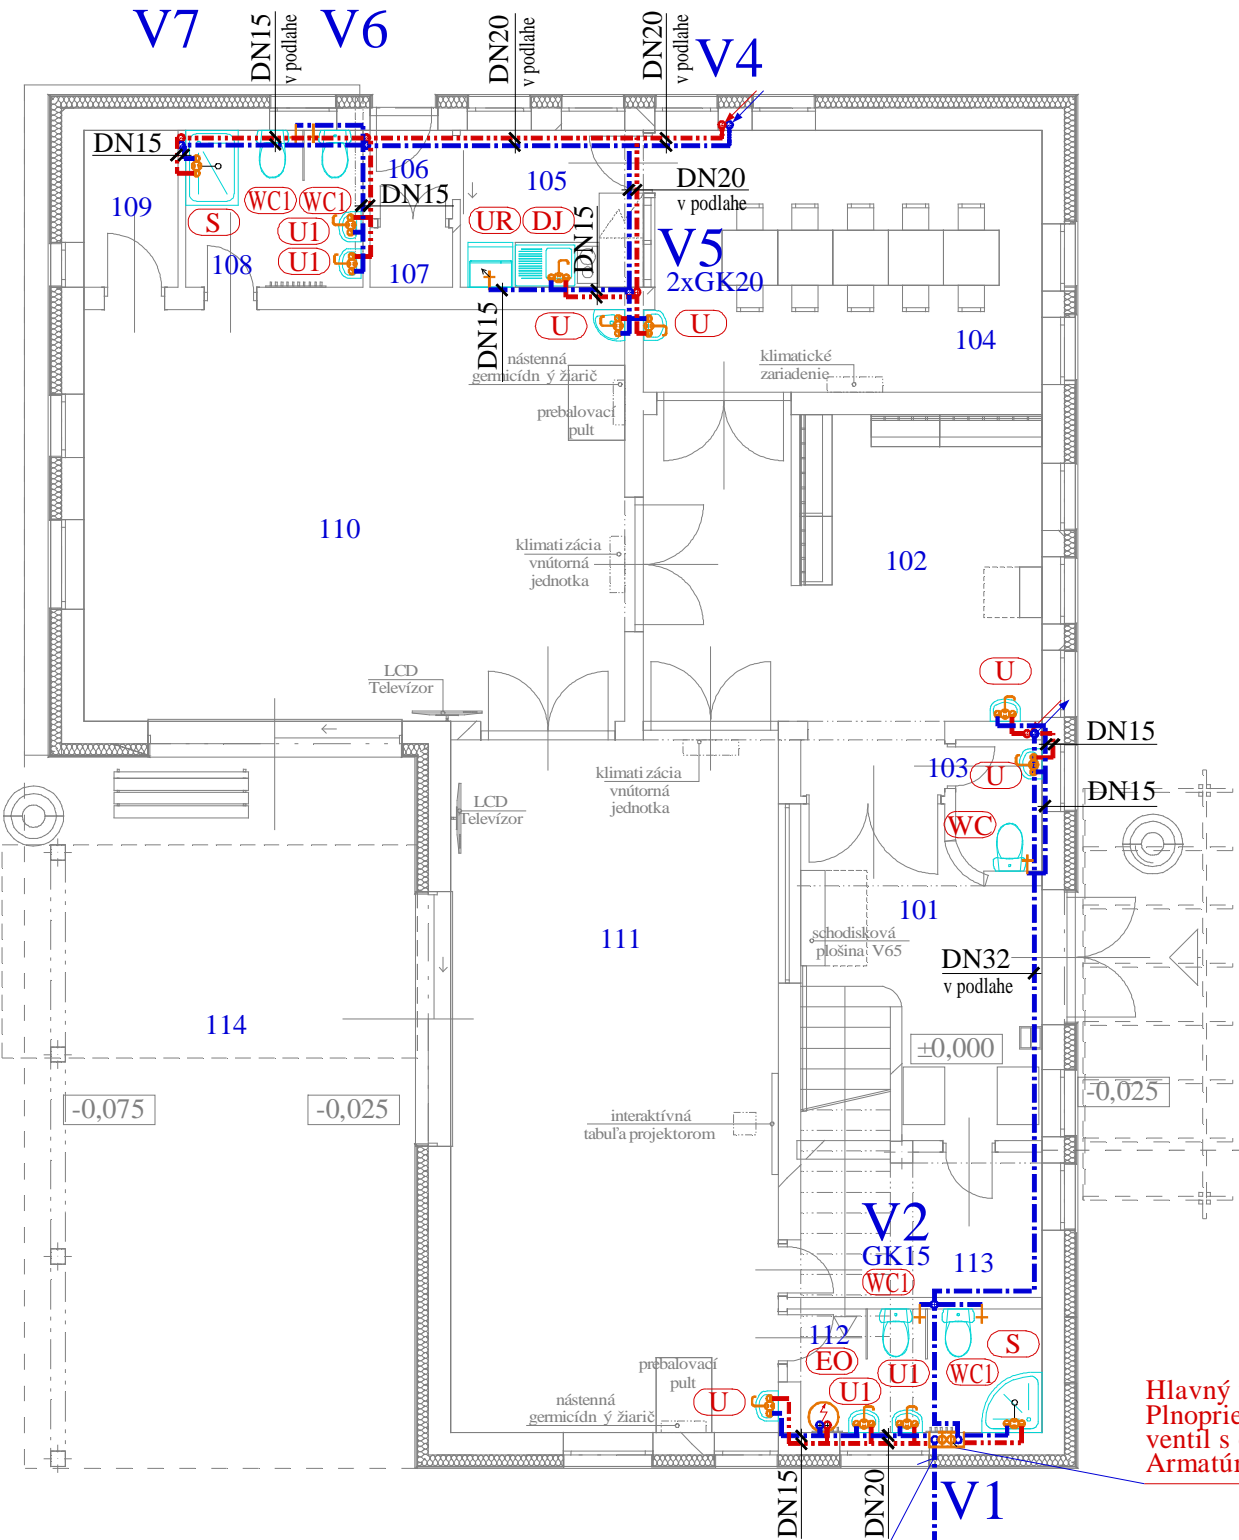 V7
V6
DN15
v podlahe
DN20
v podlahe
DN20
v podlahe
V4
DN15
106
105
DN20
v podlahe
109
S
WC1
WC1
DN15
U1
U1
108
107
UR
DJ
DN15
V5
2xGK20
DN15
U
U
104
nástenná
germicídn ý žiarič
klimatické
zariadenie
prebalovací
pult
110
klimatizácia
vnútorná
jednotka
102
LCD
Televízor
U
DN15
klimatizácia
vnútorná
jednotka
103
U
DN15
LCD
Televízor
WC
101
111
schodisková
plošina V65
DN32
v podlahe
114
±0,000
-0,075
-0,025
-0,025
interaktívná
tabuľa projektorom
V2
GK15
113
WC1
112
EO
S
prebalovací
pult
U1
WC1
U
U1
nástenná
germicídn ý žiarič
Hlavný
Plnoprie
ventil s
Armatúr
DN15
DN20
V1